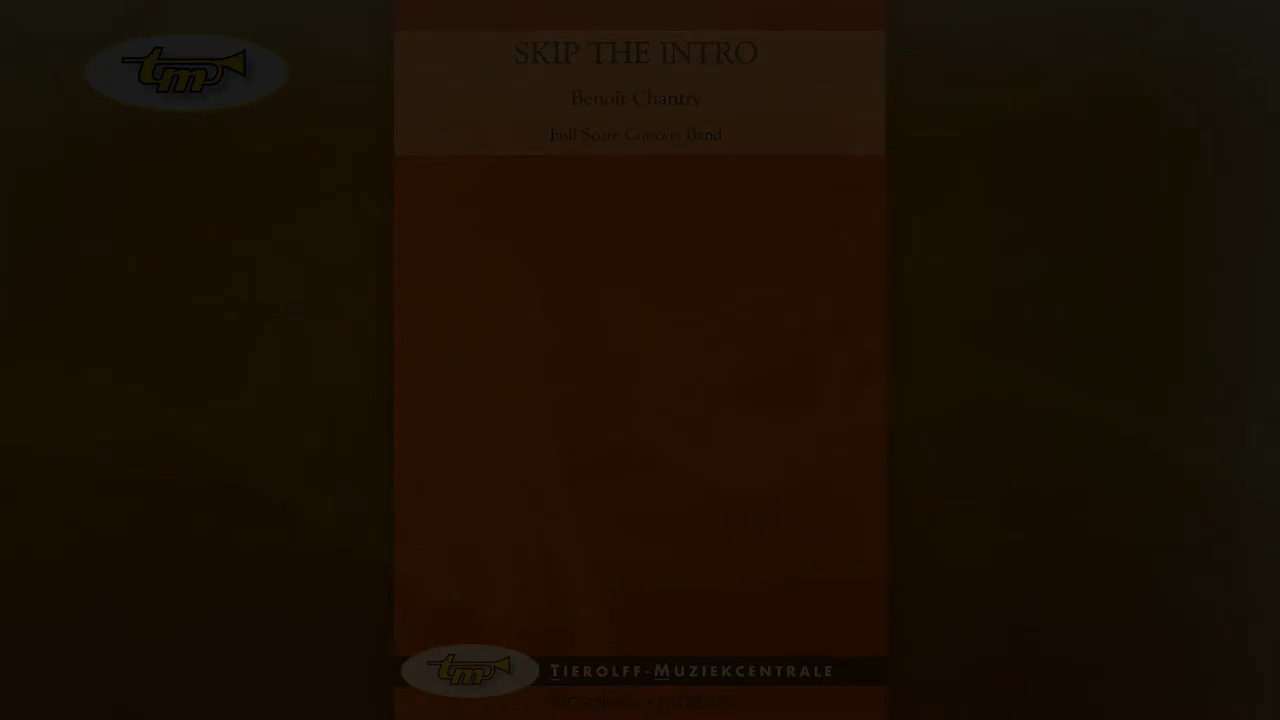 tm
SKIP THE INTRO
Benoit Chantry
Full Score Concert Band
tm
TIEROLFF-MUZIEKCENTRALE